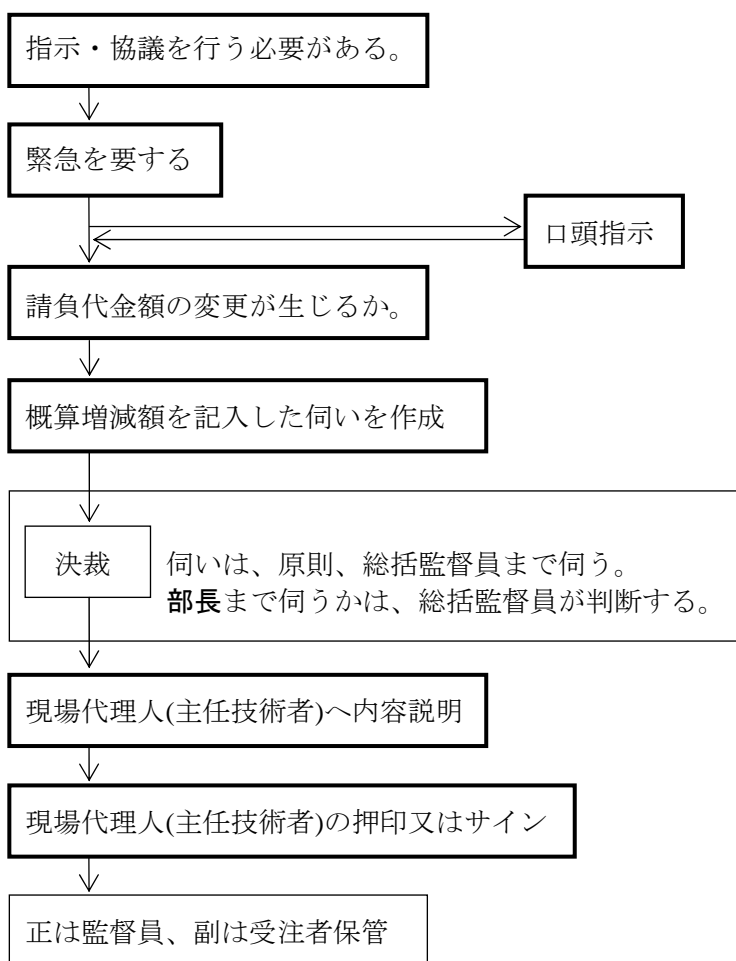 指示・協議を行う必要がある。
緊急を要する
口頭指示
請負代金額の変更が生じるか。
概算増減額を記入した伺いを作成
決裁
伺いは、原則、総括監督員まで伺う。
部長まで伺うかは、総括監督員が判断する。
現場代理人(主任技術者)へ内容説明
現場代理人(主任技術者)の押印又はサイン
正は監督員、副は受注者保管